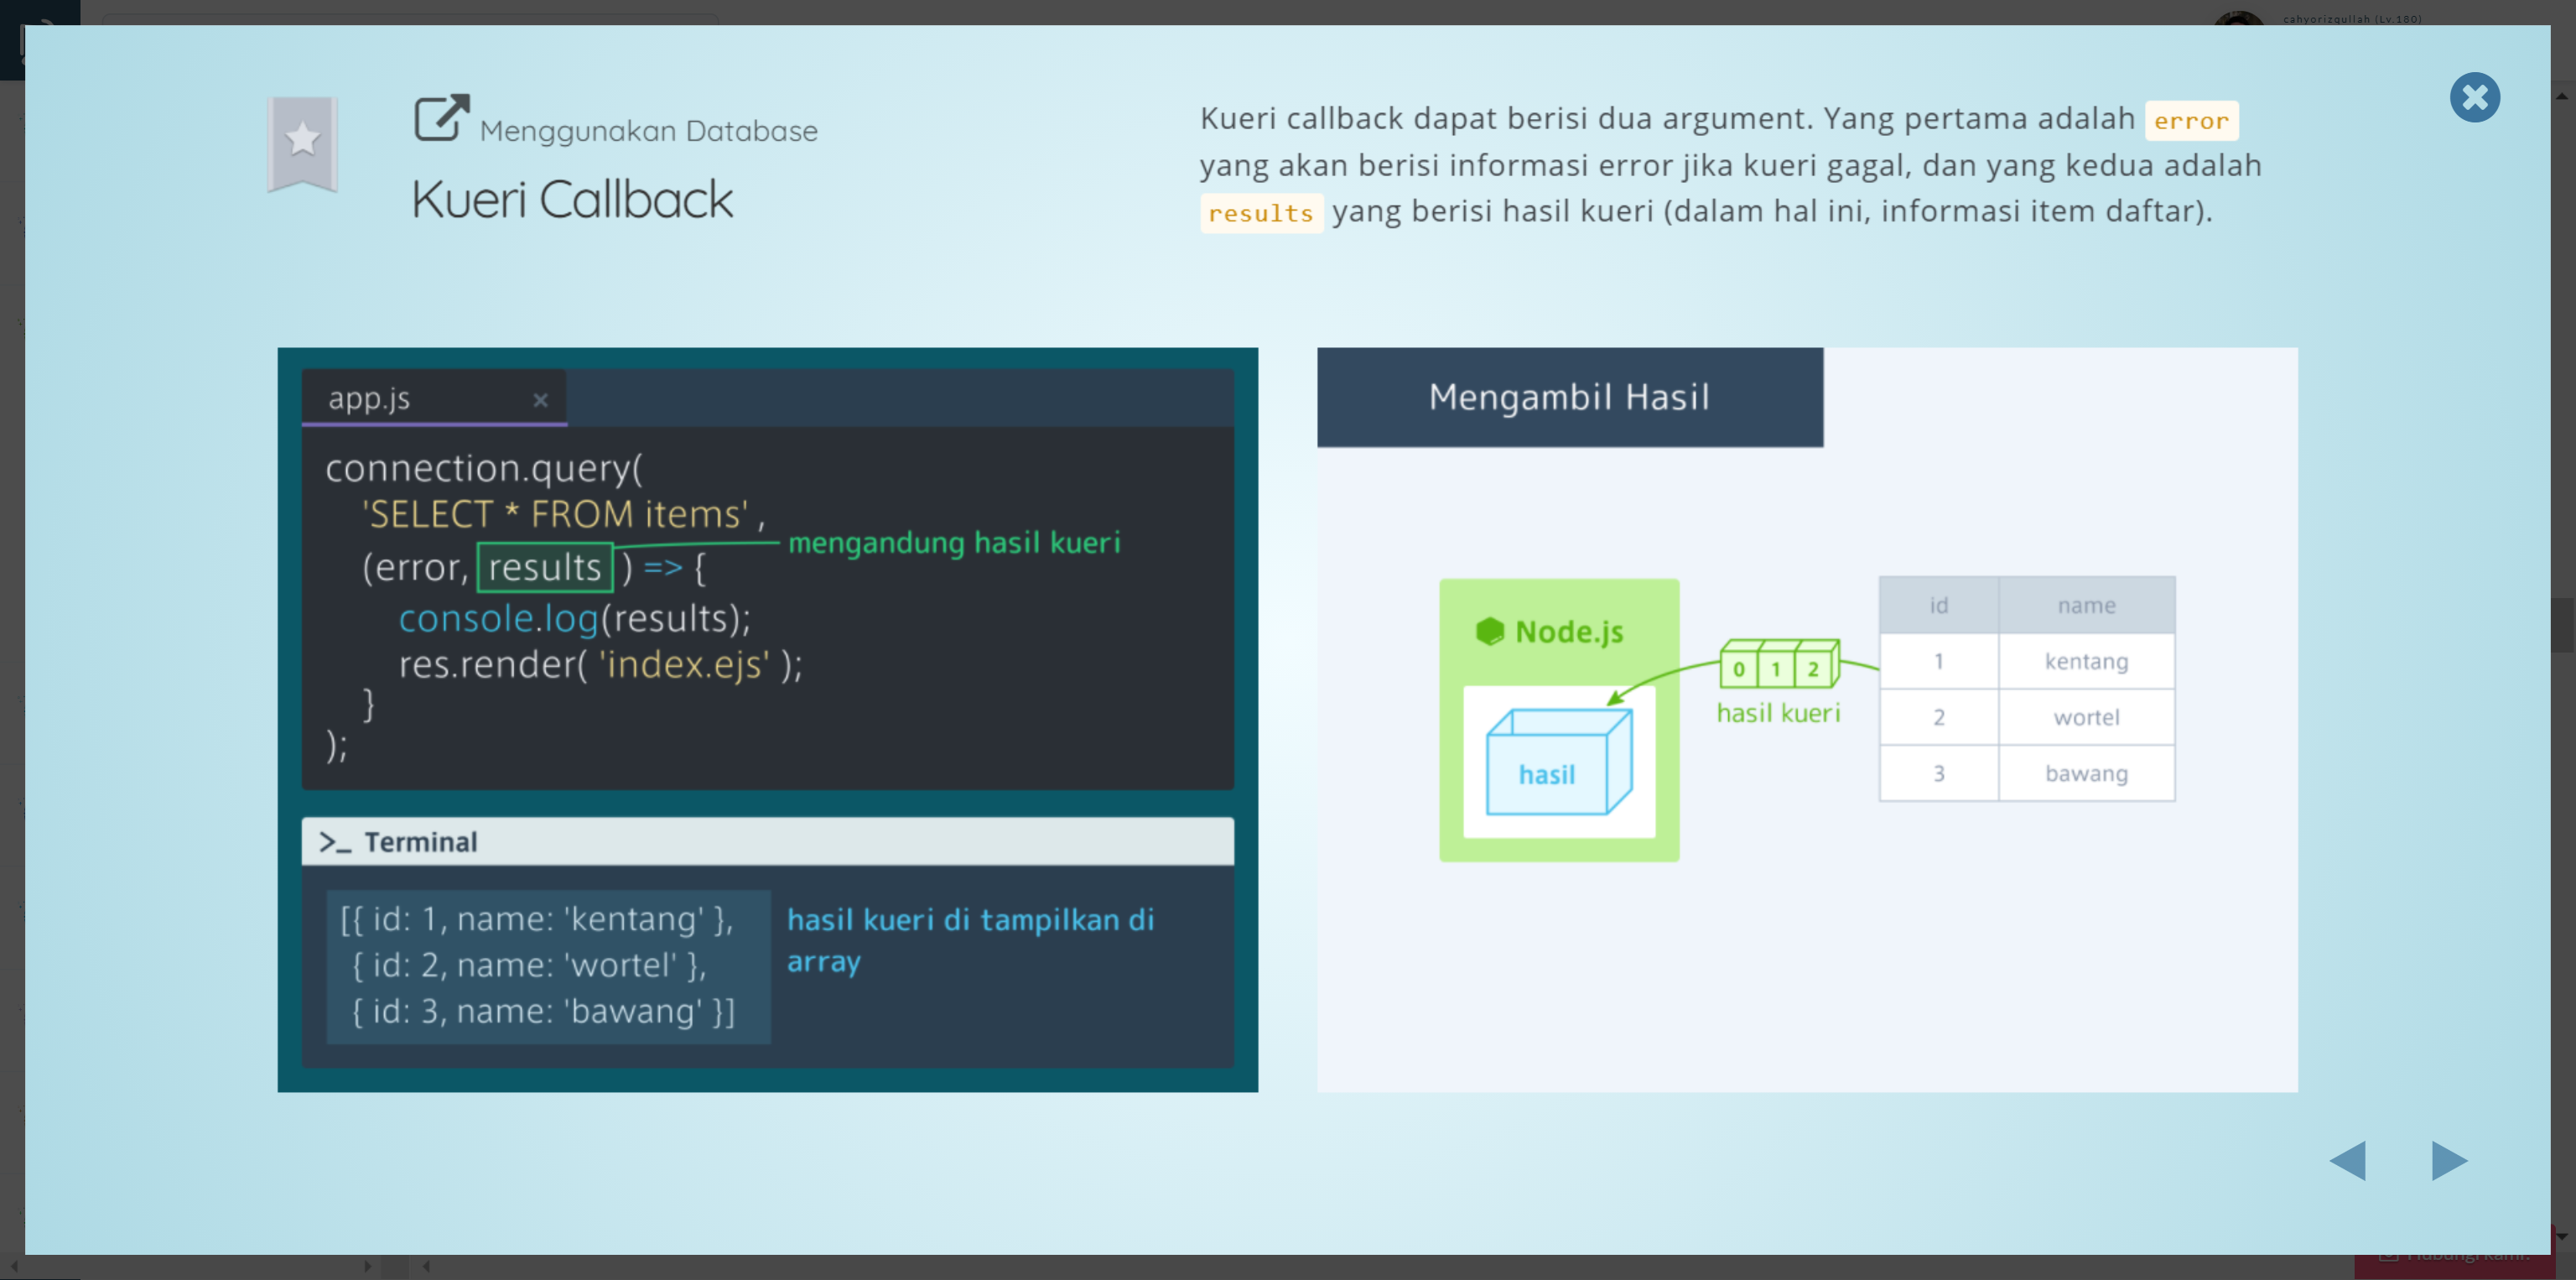 cahyorizqullah (Lv.180)
Menggunakan Database
Kueri Callback
Kueri callback dapat berisi dua argument. Yang pertama adalah error
yang akan berisi informasi error jika kueri gagal, dan yang kedua adalah
results yang berisi hasil kueri (dalam hal ini, informasi item daftar).
app.js ×
connection.query(
'SELECT * FROM items' ,
mengandung hasil kueri
(error, results ) => {
console.log(results);
res.render( 'index.ejs' );
}
);
>_ Terminal
[{ id: 1, name: 'kentang' },
{ id: 2, name: 'wortel' },
{ id: 3, name: 'bawang' }]
hasil kueri di tampilkan di
array
Mengambil Hasil
Node.js
hasil
0 1 2
hasil kueri
id name
1 kentang
2 wortel
3 bawang
Hubungi kami.